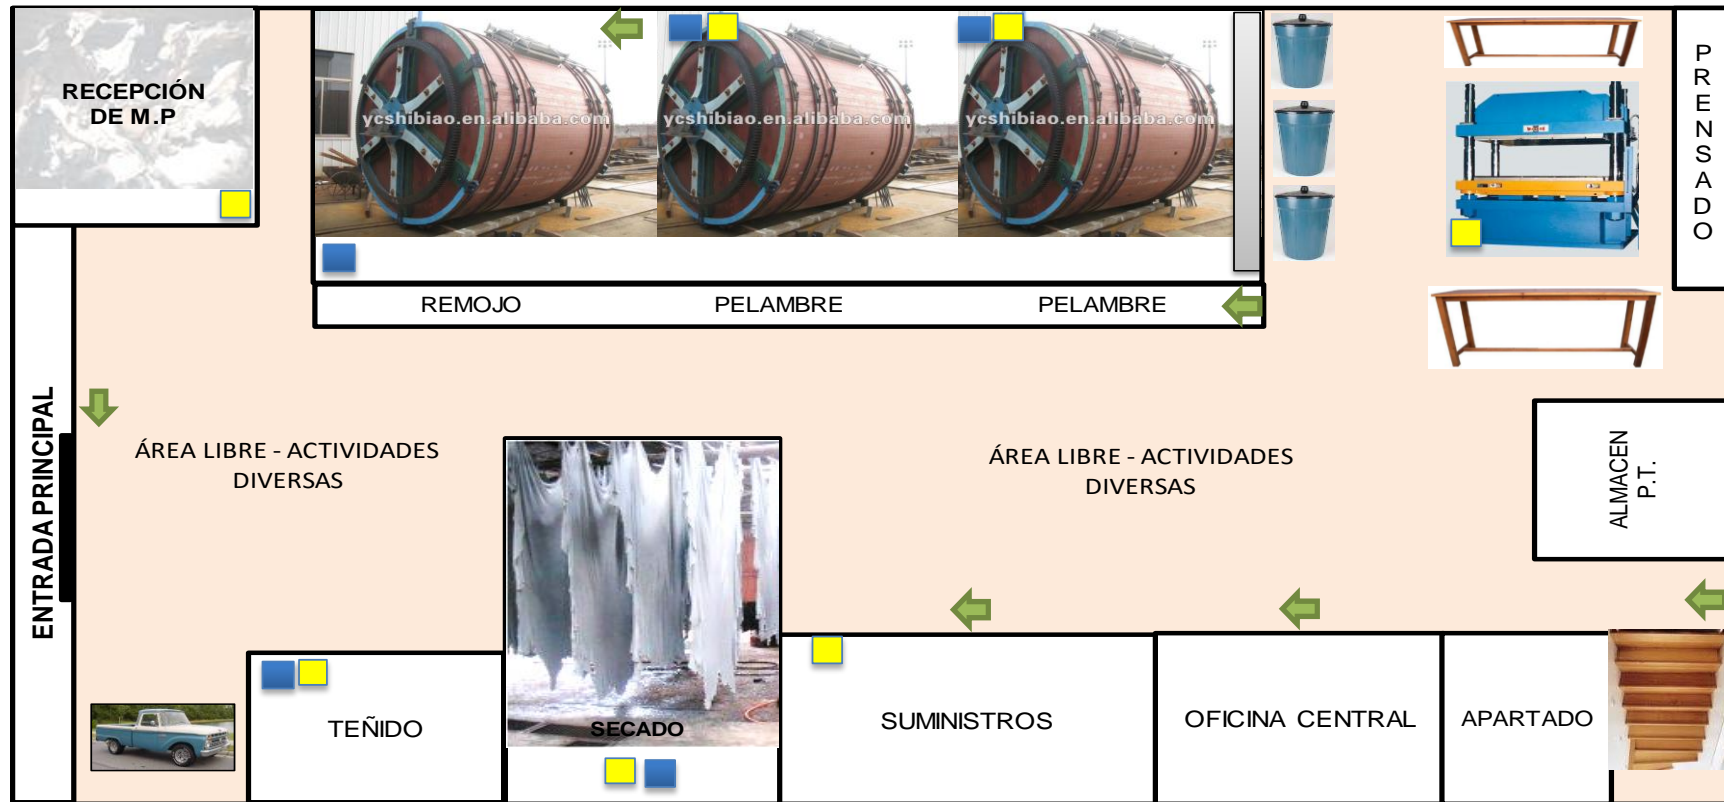 RECEPCIÓN
DE M.P
ycshibiao.en.alibaba.com
ycshibiao.en.alibaba.com
ycshibiao.en.alibaba.com
PRENSADO
REMOJO
PELAMBRE
PELAMBRE
ENTRADA PRINCIPAL
ÁREA LIBRE - ACTIVIDADES
DIVERSAS
ÁREA LIBRE - ACTIVIDADES
DIVERSAS
ALMACEN
P.T.
TEÑIDO
SECADO
SUMINISTROS
OFICINA CENTRAL
APARTADO